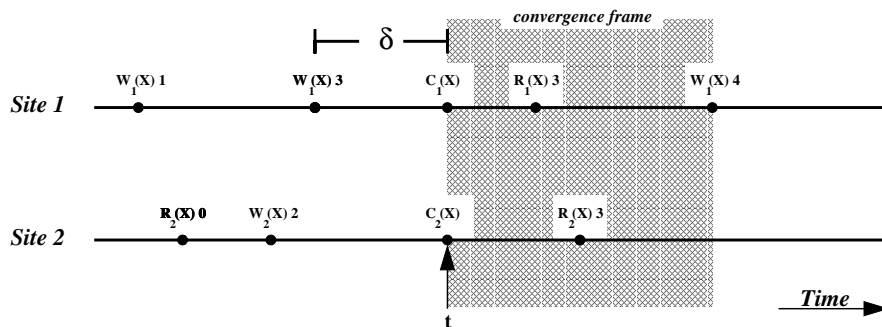 convergence frame
δ
W1(X) 1 W1(X) 3 C1(X) R1(X) 3 W1(X) 4
Site 1
R2(X) 0 W2(X) 2 C2(X) R2(X) 3
Site 2
Time
t